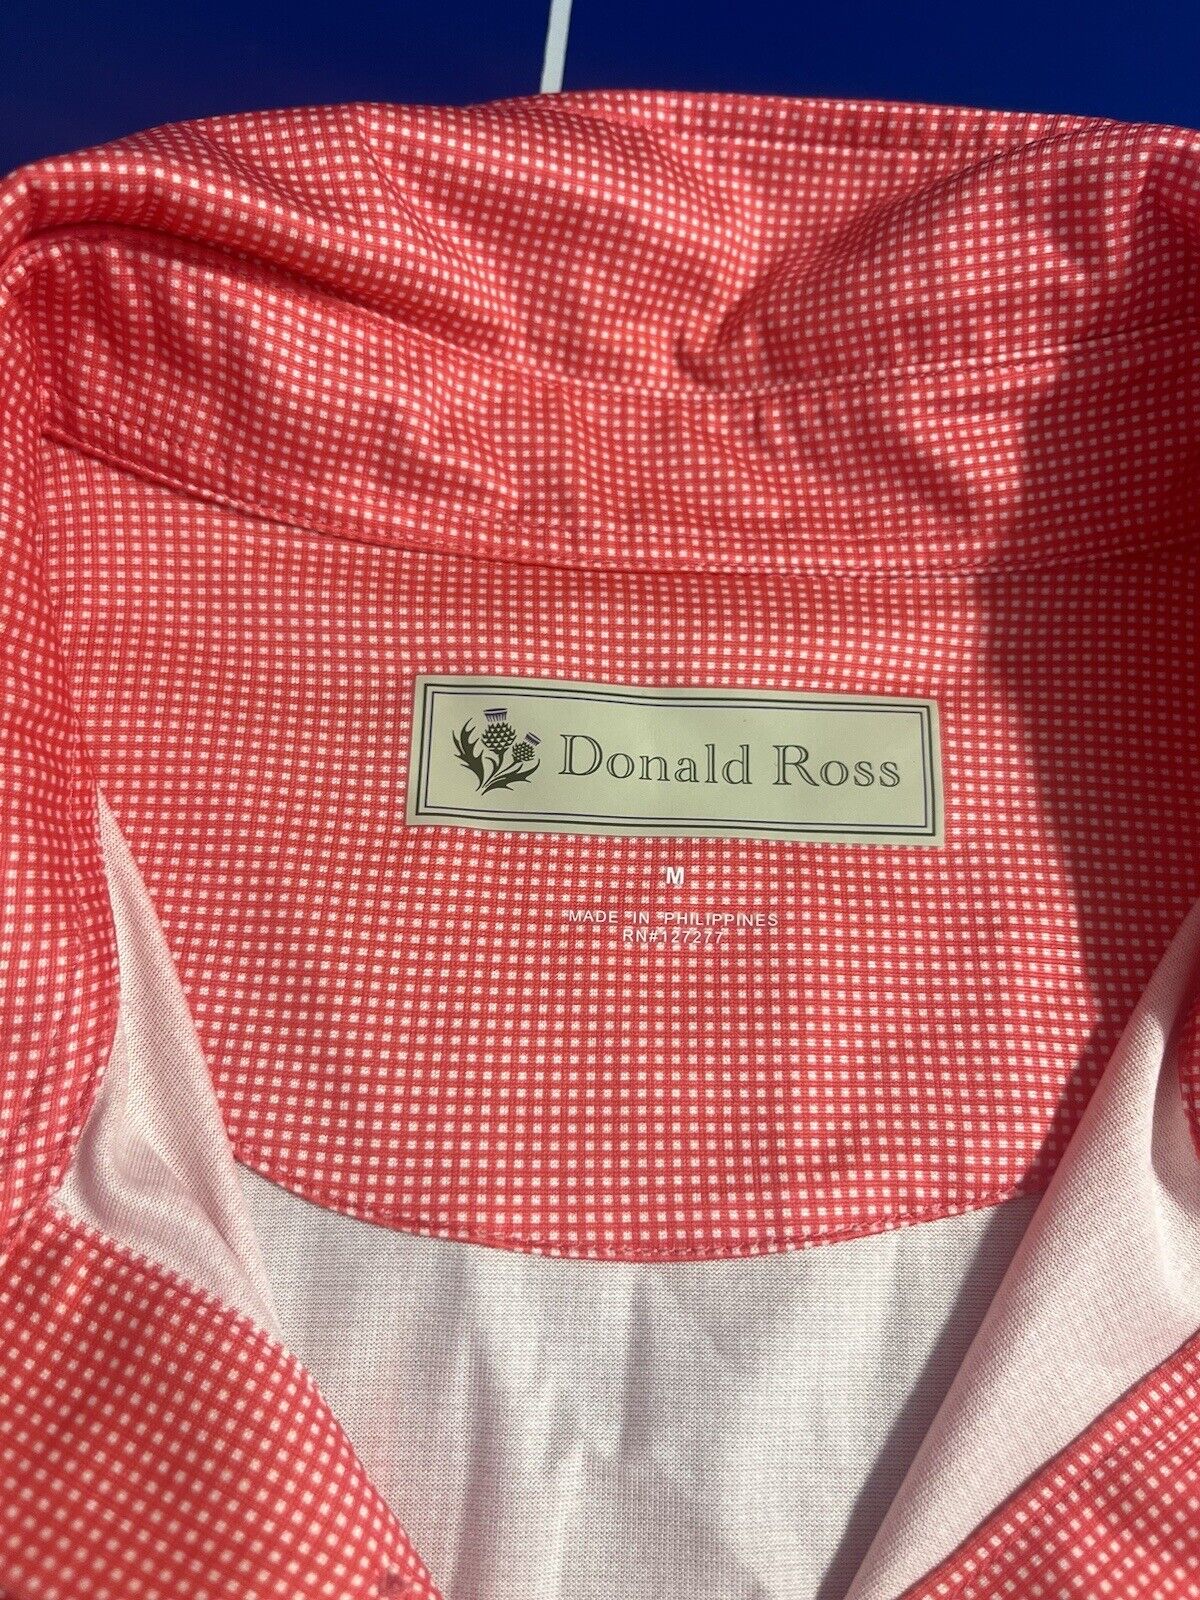 Donald Ross
M
MADE IN PHILIPPINES
RN#127277